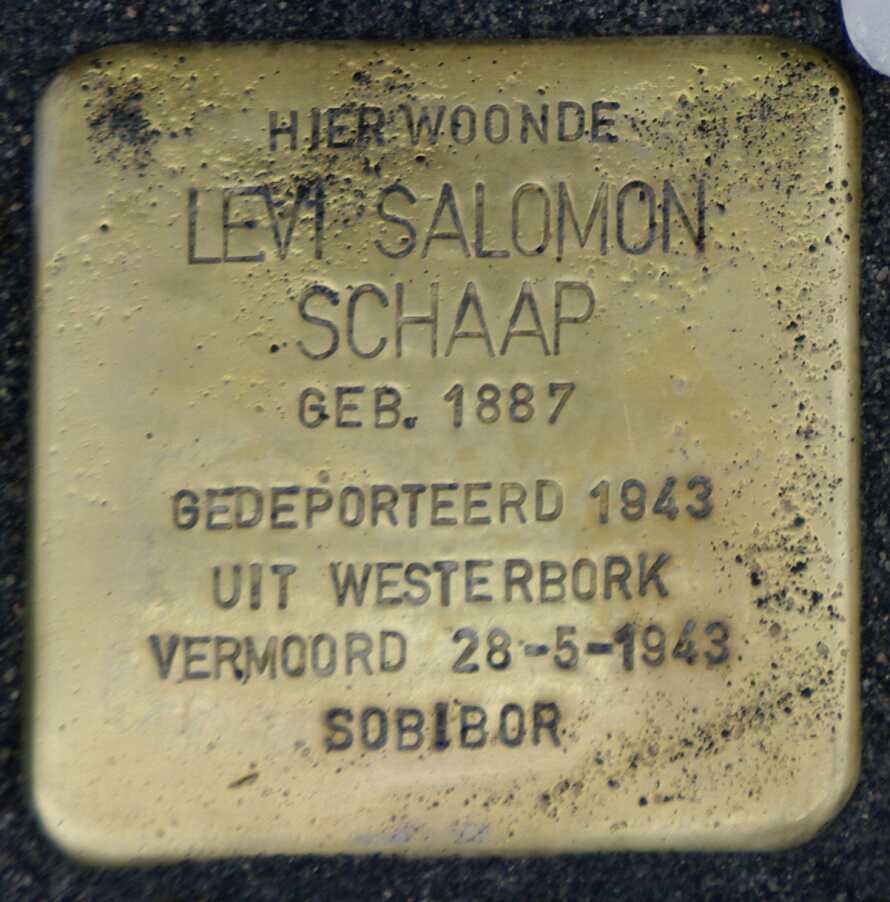 HIER WOONDE
LEVI SALOMON
SCHAAP
GEB. 1887
GEDEPORTEERD 1943
UIT WESTERBORK
VERMOORD 28-5-1943
SOBIBOR